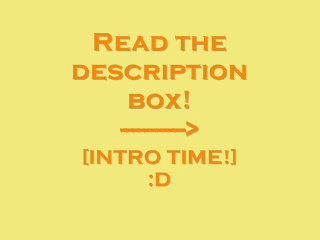 Read the
description
box!
----------->
[intro time!]
:D